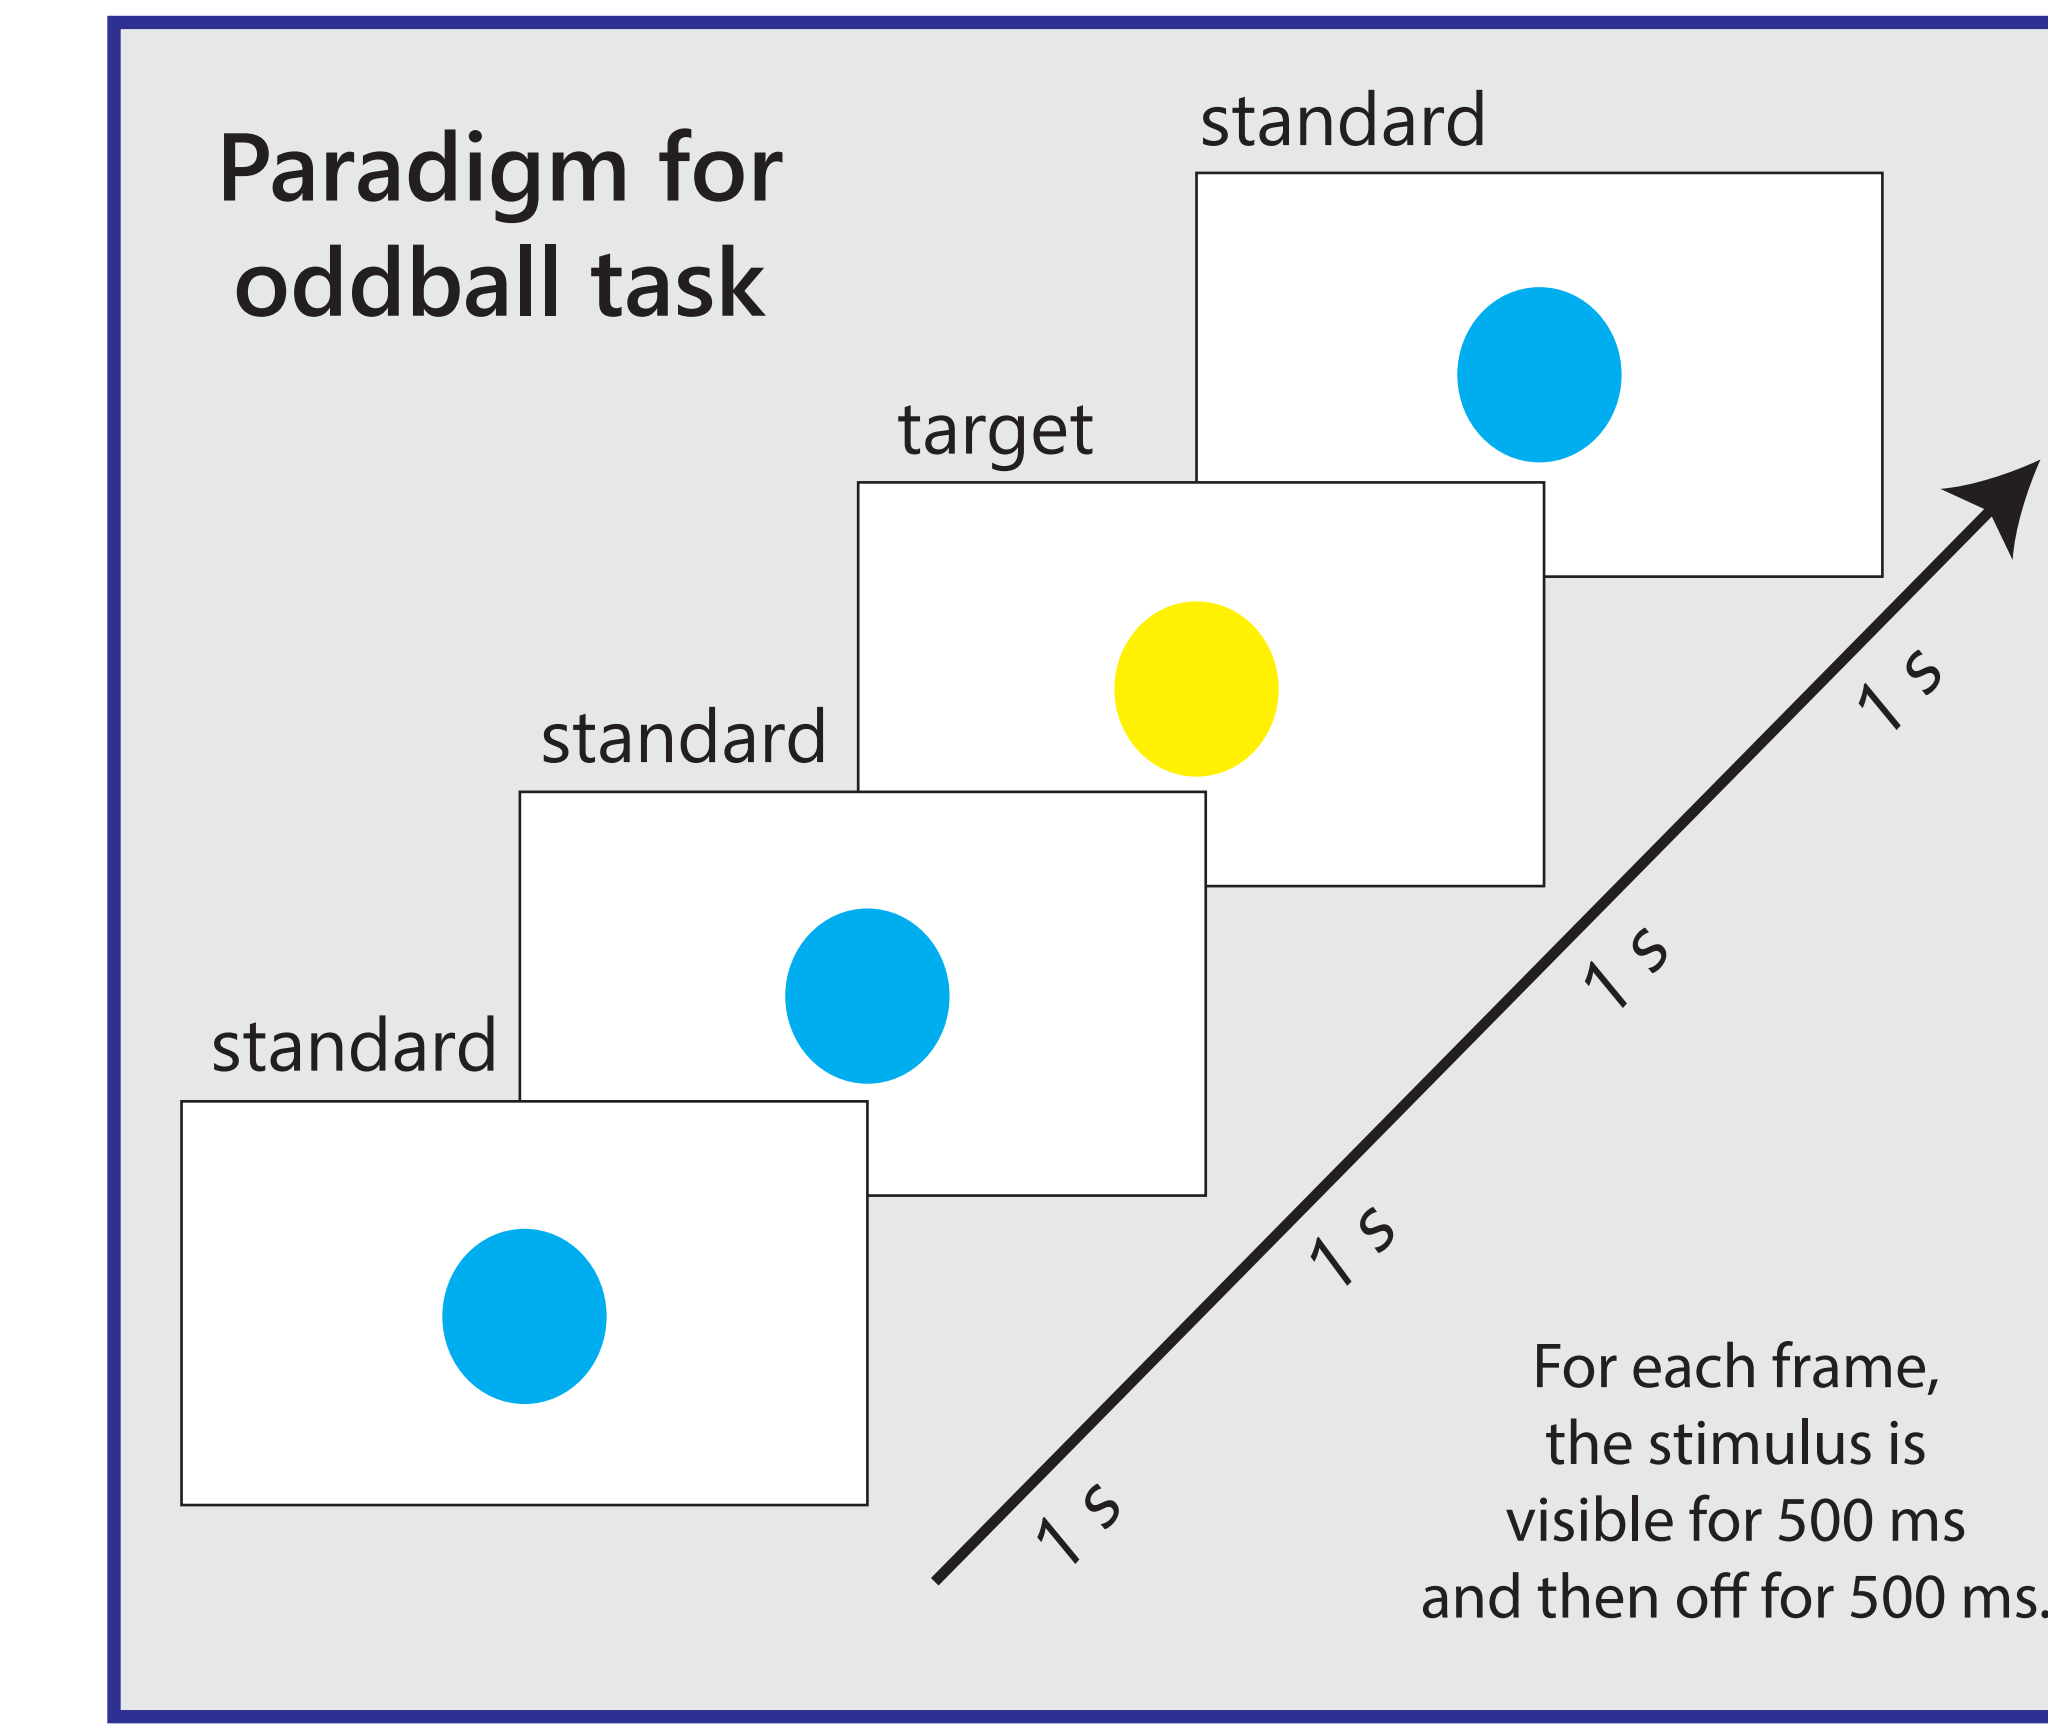 Paradigm for
oddball task
standard
target
standard
standard
1 s
1 s
1 s
1 s
For each frame,
the stimulus is
visible for 500 ms
and then off for 500 ms.